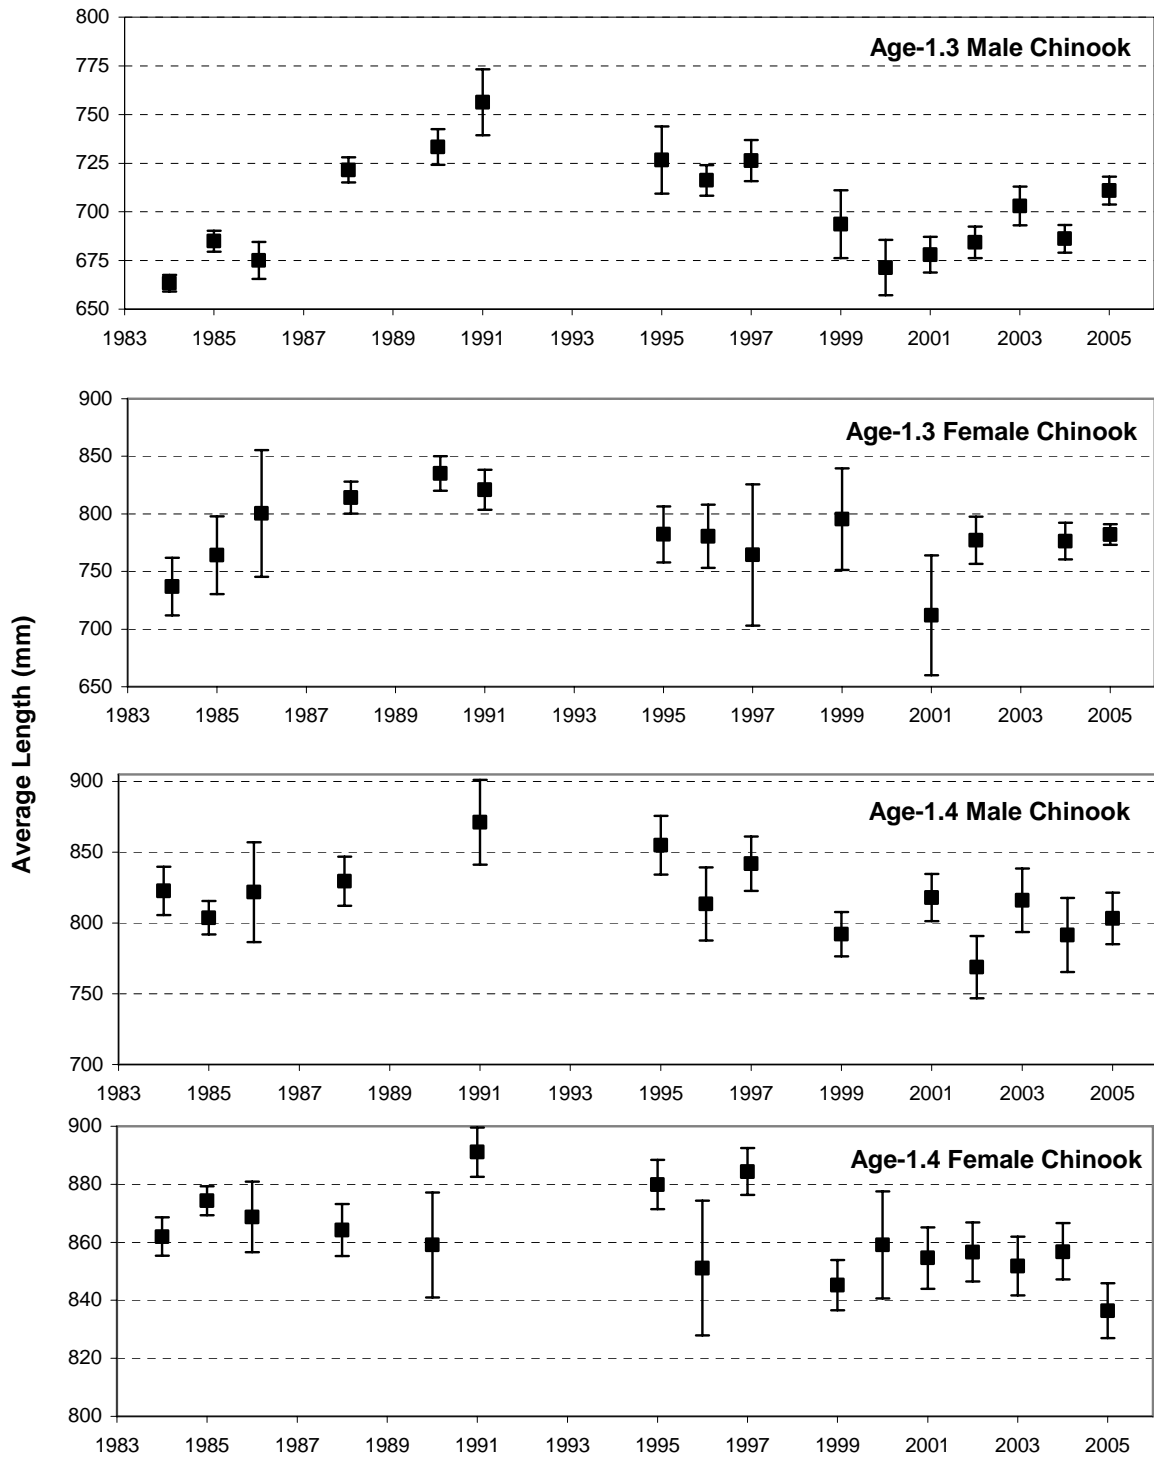 Average Length (mm)
Age-1.3 Male Chinook
800
775
750
725
700
675
650
1983 1985 1987 1989 1991 1993 1995 1997 1999 2001 2003 2005
Age-1.3 Female Chinook
900
850
800
750
700
650
1983 1985 1987 1989 1991 1993 1995 1997 1999 2001 2003 2005
Age-1.4 Male Chinook
900
850
800
750
700
1983 1985 1987 1989 1991 1993 1995 1997 1999 2001 2003 2005
Age-1.4 Female Chinook
900
880
860
840
820
800
1983 1985 1987 1989 1991 1993 1995 1997 1999 2001 2003 2005